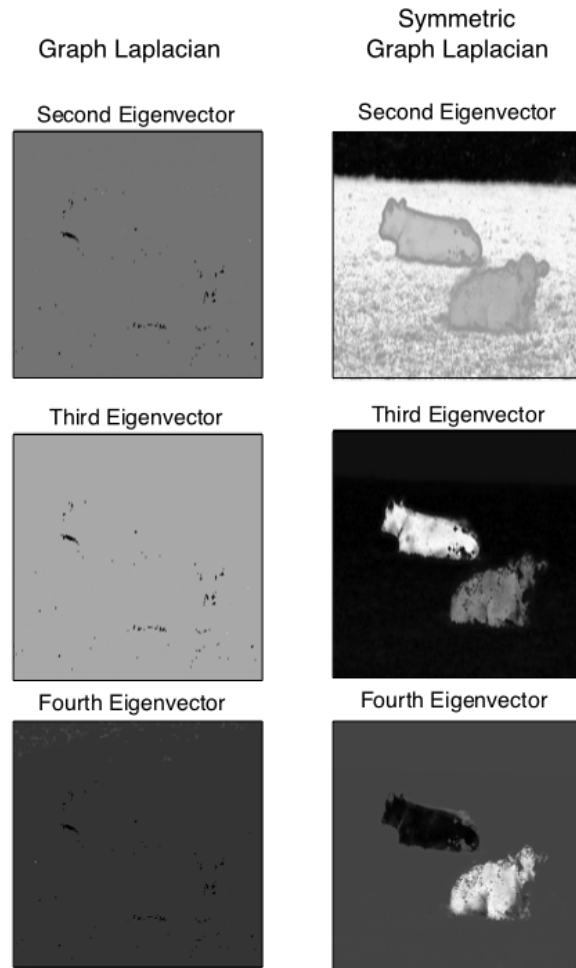 Graph Laplacian
Symmetric
Graph Laplacian
Second Eigenvector
Second Eigenvector
Third Eigenvector
Third Eigenvector
Fourth Eigenvector
Fourth Eigenvector